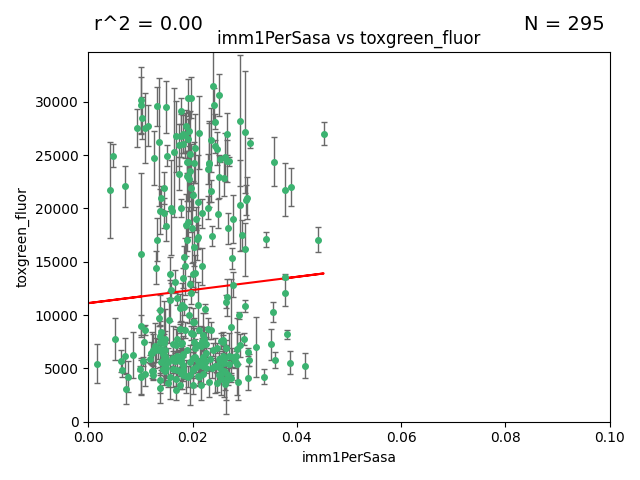 r^2 = 0.00
N = 295
imm1PerSasa vs toxgreen_fluor
toxgreen_fluor
30000
25000
20000
15000
10000
5000
0
0.00
0.02
0.04
0.06
0.08
0.10
imm1PerSasa